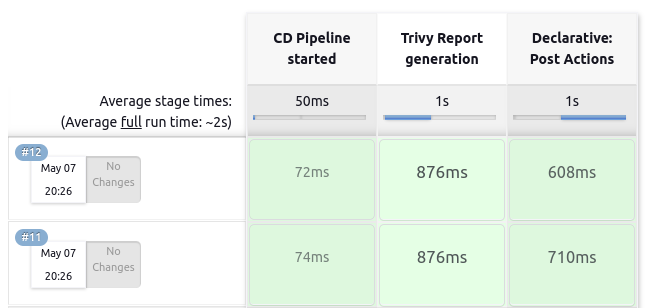 CD Pipeline started
Trivy Report generation
Declarative: Post Actions
Average stage times:
(Average full run time: ~2s)
50ms
1s
1s
#12
May 07
20:26
No
Changes
72ms
876ms
608ms
#11
May 07
20:26
No
Changes
74ms
876ms
710ms